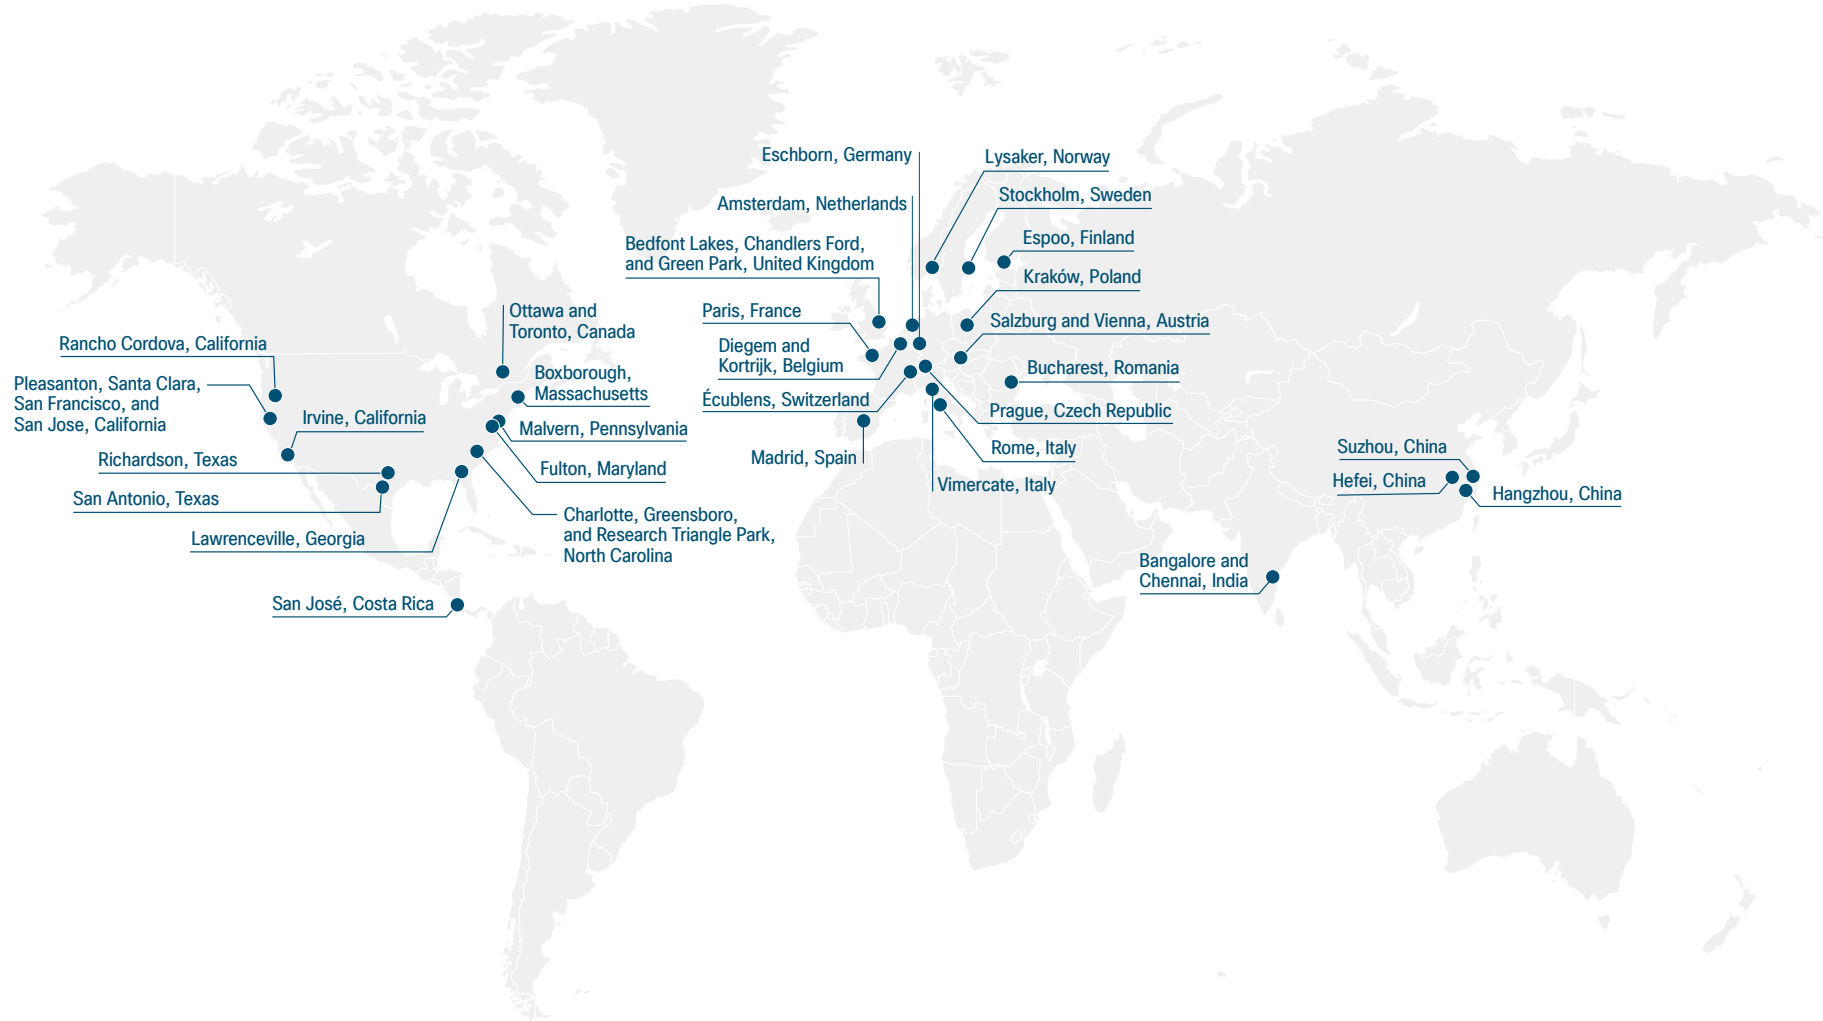 Eschborn, Germany
Lysaker, Norway
Stockholm, Sweden
Amsterdam, Netherlands
Espoo, Finland
Bedfont Lakes, Chandlers Ford,
and Green Park, United Kingdom
Kraków, Poland
Paris, France
Salzburg and Vienna, Austria
Diegem and
Kortrijk, Belgium
Bucharest, Romania
Écublens, Switzerland
Prague, Czech Republic
Rome, Italy
Madrid, Spain
Vimercate, Italy
Ottawa and
Toronto, Canada
Rancho Cordova, California
Pleasanton, Santa Clara,
San Francisco, and
San Jose, California
Boxborough,
Massachusetts
Irvine, California
Malvern, Pennsylvania
Richardson, Texas
Fulton, Maryland
San Antonio, Texas
Charlotte, Greensboro,
and Research Triangle Park,
North Carolina
Lawrenceville, Georgia
San José, Costa Rica
Suzhou, China
Hefei, China
Hangzhou, China
Bangalore and
Chennai, India